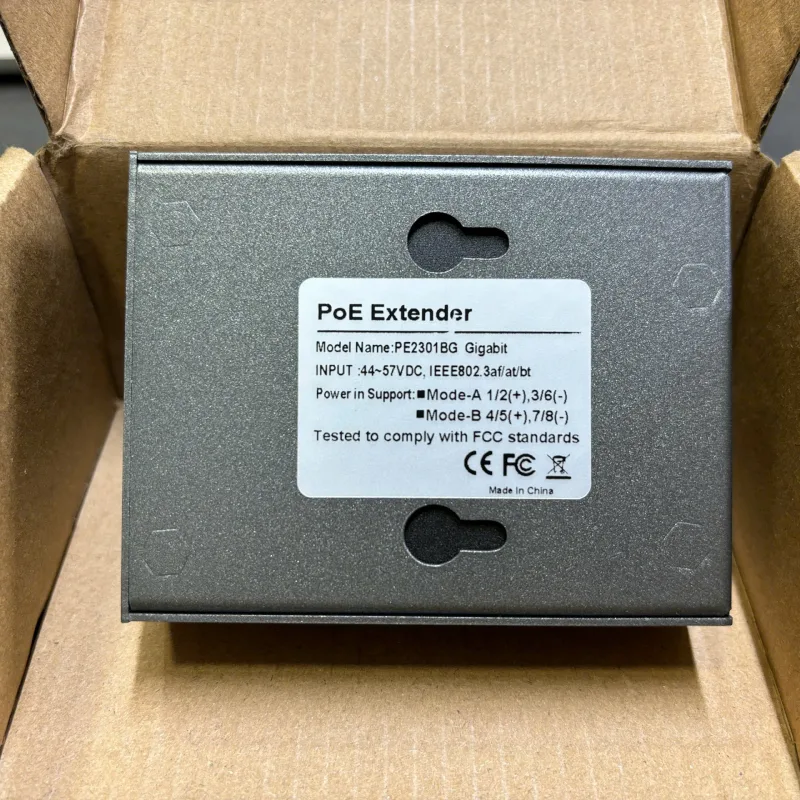 PoE Extender
Model Name:PE2301BG Gigabit
INPUT :44~57VDC, IEEE802.3af/at/bt
Power in Support:■Mode-A 1/2(+),3/6(-)
■Mode-B 4/5(+),7/8(-)
Tested to comply with FCC standards
CE FC
Made In China